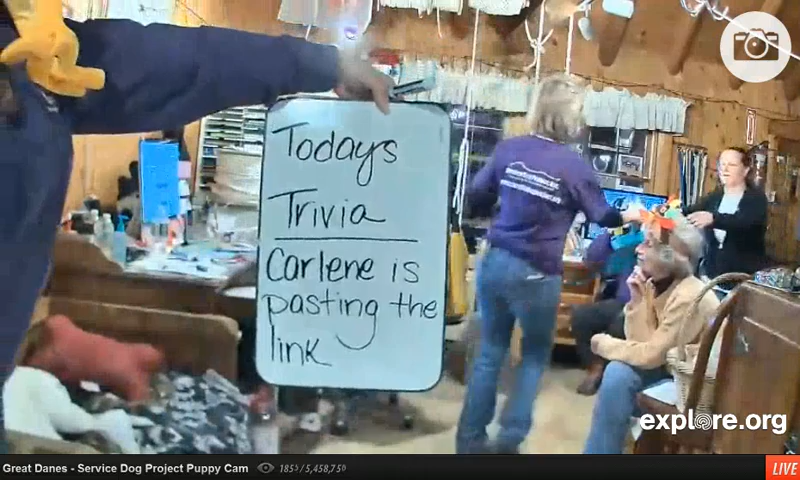 Todays
Trivia
Carlene is
pasting the
link
explore.org
Great Danes - Service Dog Project Puppy Cam
LIVE